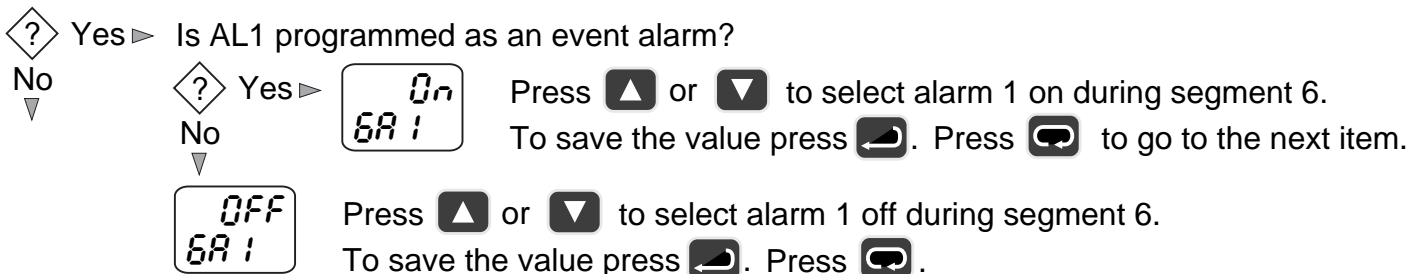 ? Yes Is AL1 programmed as an event alarm?
No
? Yes On 6A1 Press or to select alarm 1 on during segment 6.
No To save the value press . Press to go to the next item.
OFF Press or to select alarm 1 off during segment 6.
6A1 To save the value press . Press .